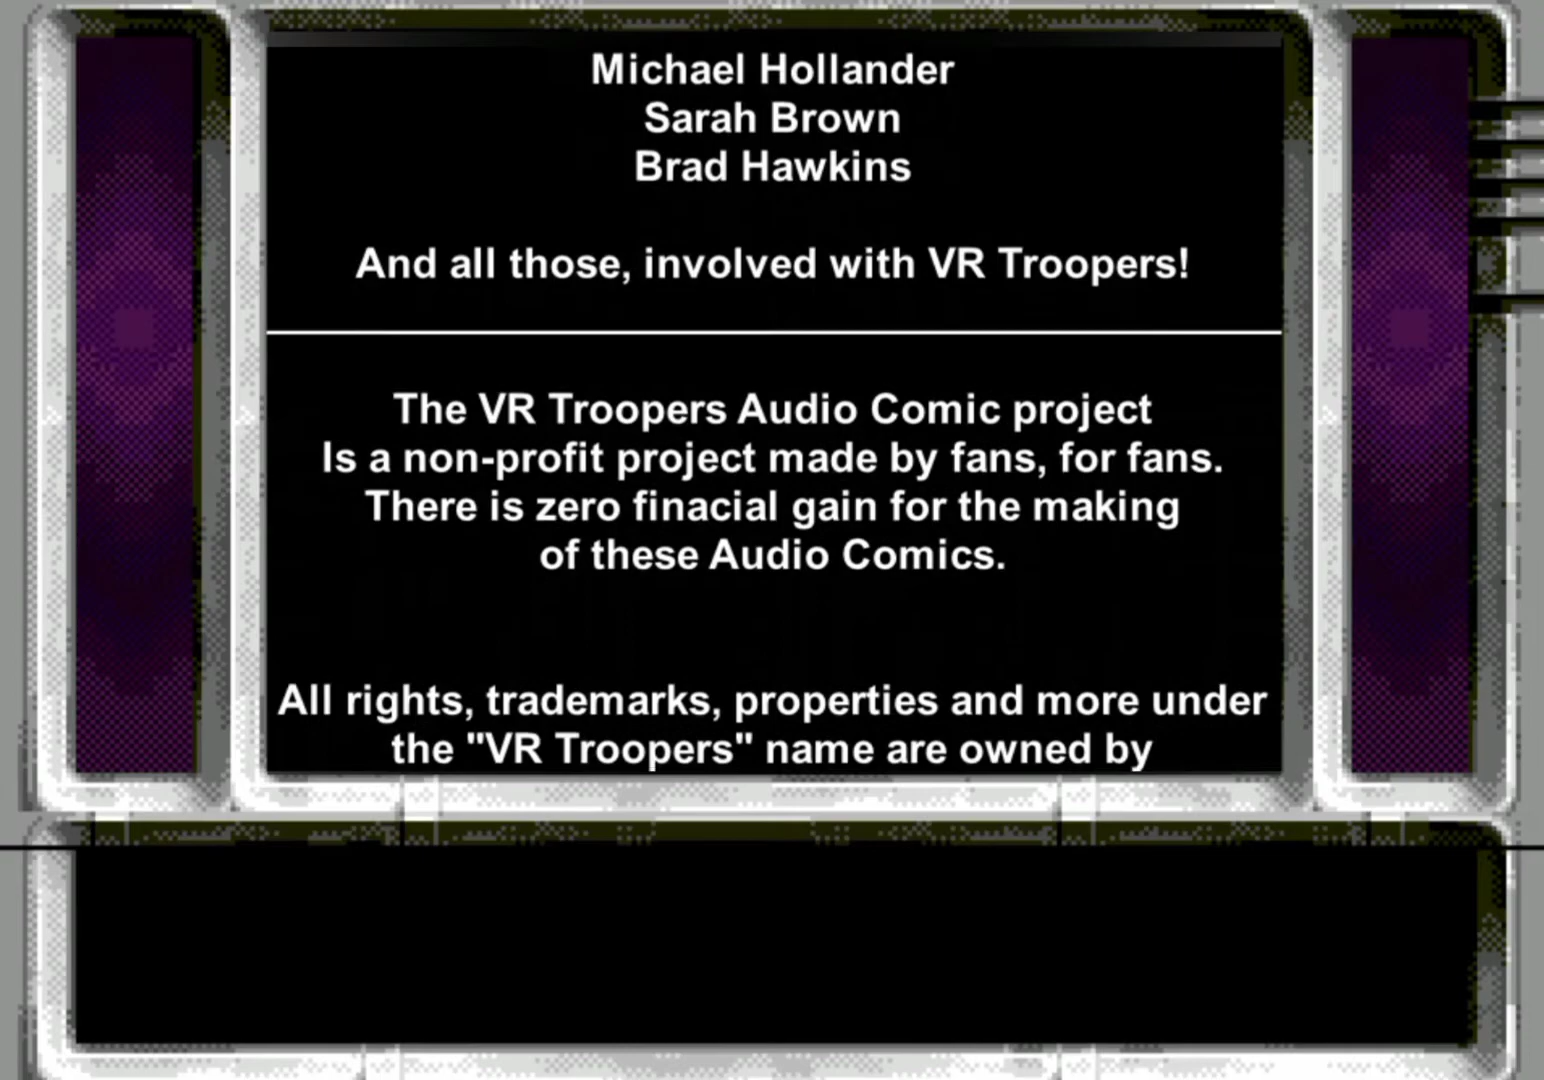 Michael Hollander
Sarah Brown
Brad Hawkins
And all those, involved with VR Troopers!
The VR Troopers Audio Comic project
Is a non-profit project made by fans, for fans.
There is zero finacial gain for the making
of these Audio Comics.
All rights, trademarks, properties and more under
the "VR Troopers" name are owned by